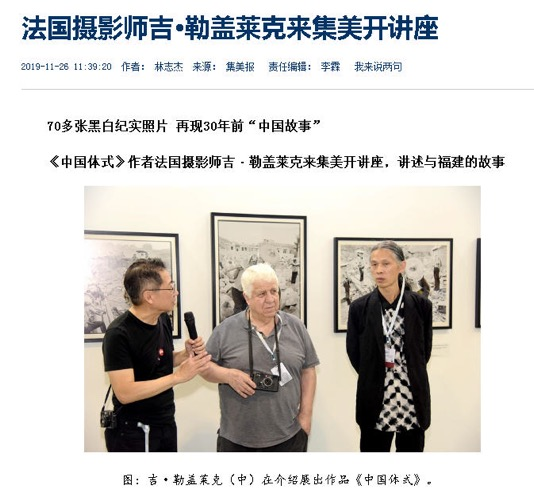 法国摄影师吉•勒盖莱克来集美开讲座
2019-11-26 11:39:20 作者： 林志杰 来源： 集美报 责任编辑： 李霖 我来说两句
70多张黑白纪实照片 再现30年前“中国故事”
《中国体式》作者法国摄影师吉·勒盖莱克来集美开讲座，讲述与福建的故事
图：吉·勒盖莱克（中）在介绍展出作品《中国体式》。